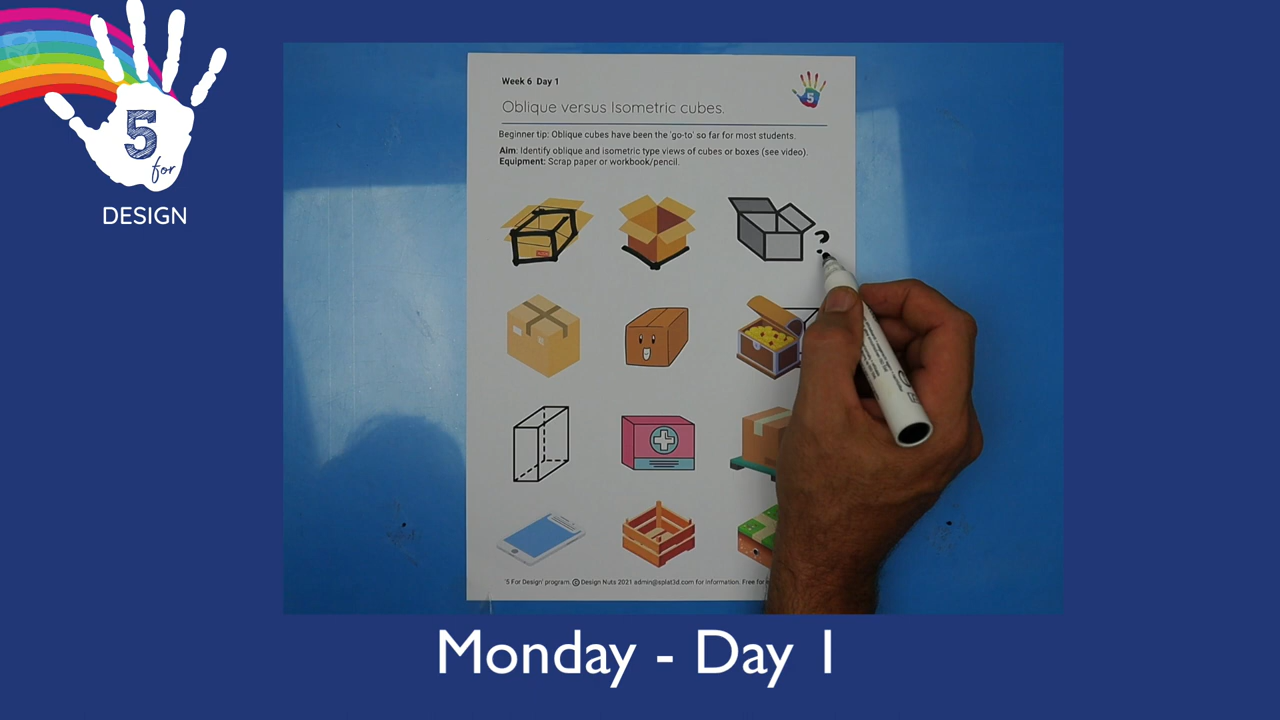 5
for
DESIGN
Week 6 Day 1
5
Oblique versus Isometric cubes.
Beginner tip: Oblique cubes have been the 'go-to' so far for most students.
Aim: Identify oblique and isometric type views of cubes or boxes (see video).
Equipment: Scrap paper or workbook/pencil.
?
'5 For Design' program. © Design Nuts 2021 admin@splat3d.com for information. Free for
Monday - Day 1